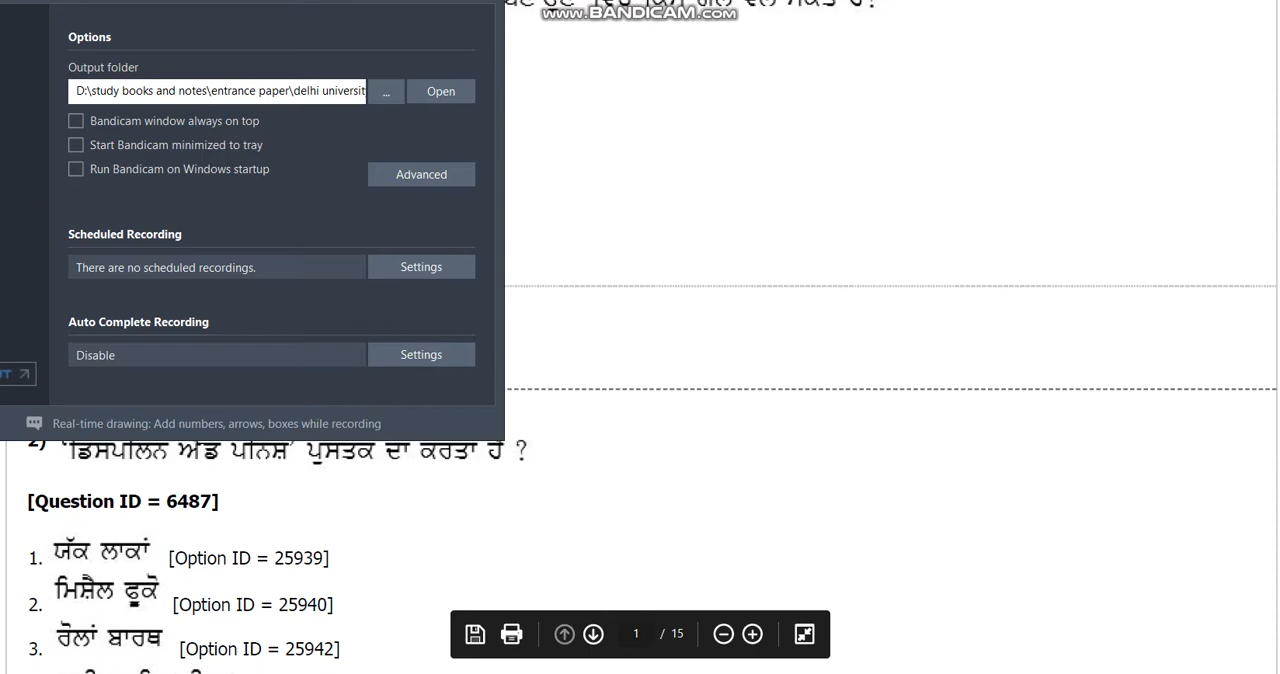 www.BANDICAM.com
Options
Output folder
D:\study books and notes\entrance paper\delhi universit
...
Open
Bandicam window always on top
Start Bandicam minimized to tray
Run Bandicam on Windows startup
Advanced
Scheduled Recording
There are no scheduled recordings.
Settings
Auto Complete Recording
Disable
Settings
Real-time drawing: Add numbers, arrows, boxes while recording
2) 'ਡਿਸਪਲਿਨ ਐਂਡ ਪਨਿਸ਼' ਪੁਸਤਕ ਦਾ ਕਰਤਾ ਹੈ ?
[Question ID = 6487]
1. ਯੱਕ ਲਾਕਾਂ [Option ID = 25939]
2. ਮਿਸ਼ੈਲ ਫੂਕੋ [Option ID = 25940]
3. ਰੋਲਾਂ ਬਾਰਥ [Option ID = 25942]
1 / 15